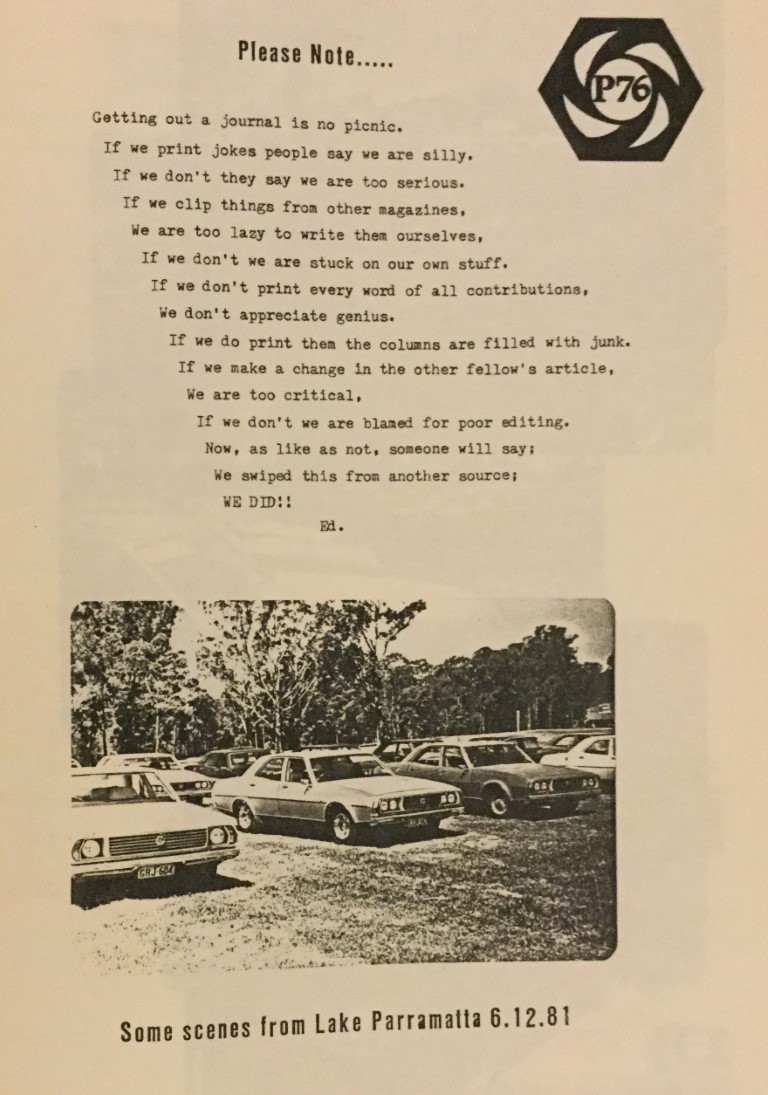 Please Note.....
P76
Getting out a journal is no picnic.
If we print jokes people say we are silly.
If we don't they say we are too serious.
If we clip things from other magazines,
We are too lazy to write them ourselves,
If we don't we are stuck on our own stuff.
If we don't print every word of all contributions,
We don't appreciate genius.
If we do print them the columns are filled with junk.
If we make a change in the other fellow's article,
We are too critical,
If we don't we are blamed for poor editing.
Now, as like as not, someone will say;
We swiped this from another source;
WE DID!!
Ed.
GRJ 604
Some scenes from Lake Parramatta 6.12.81